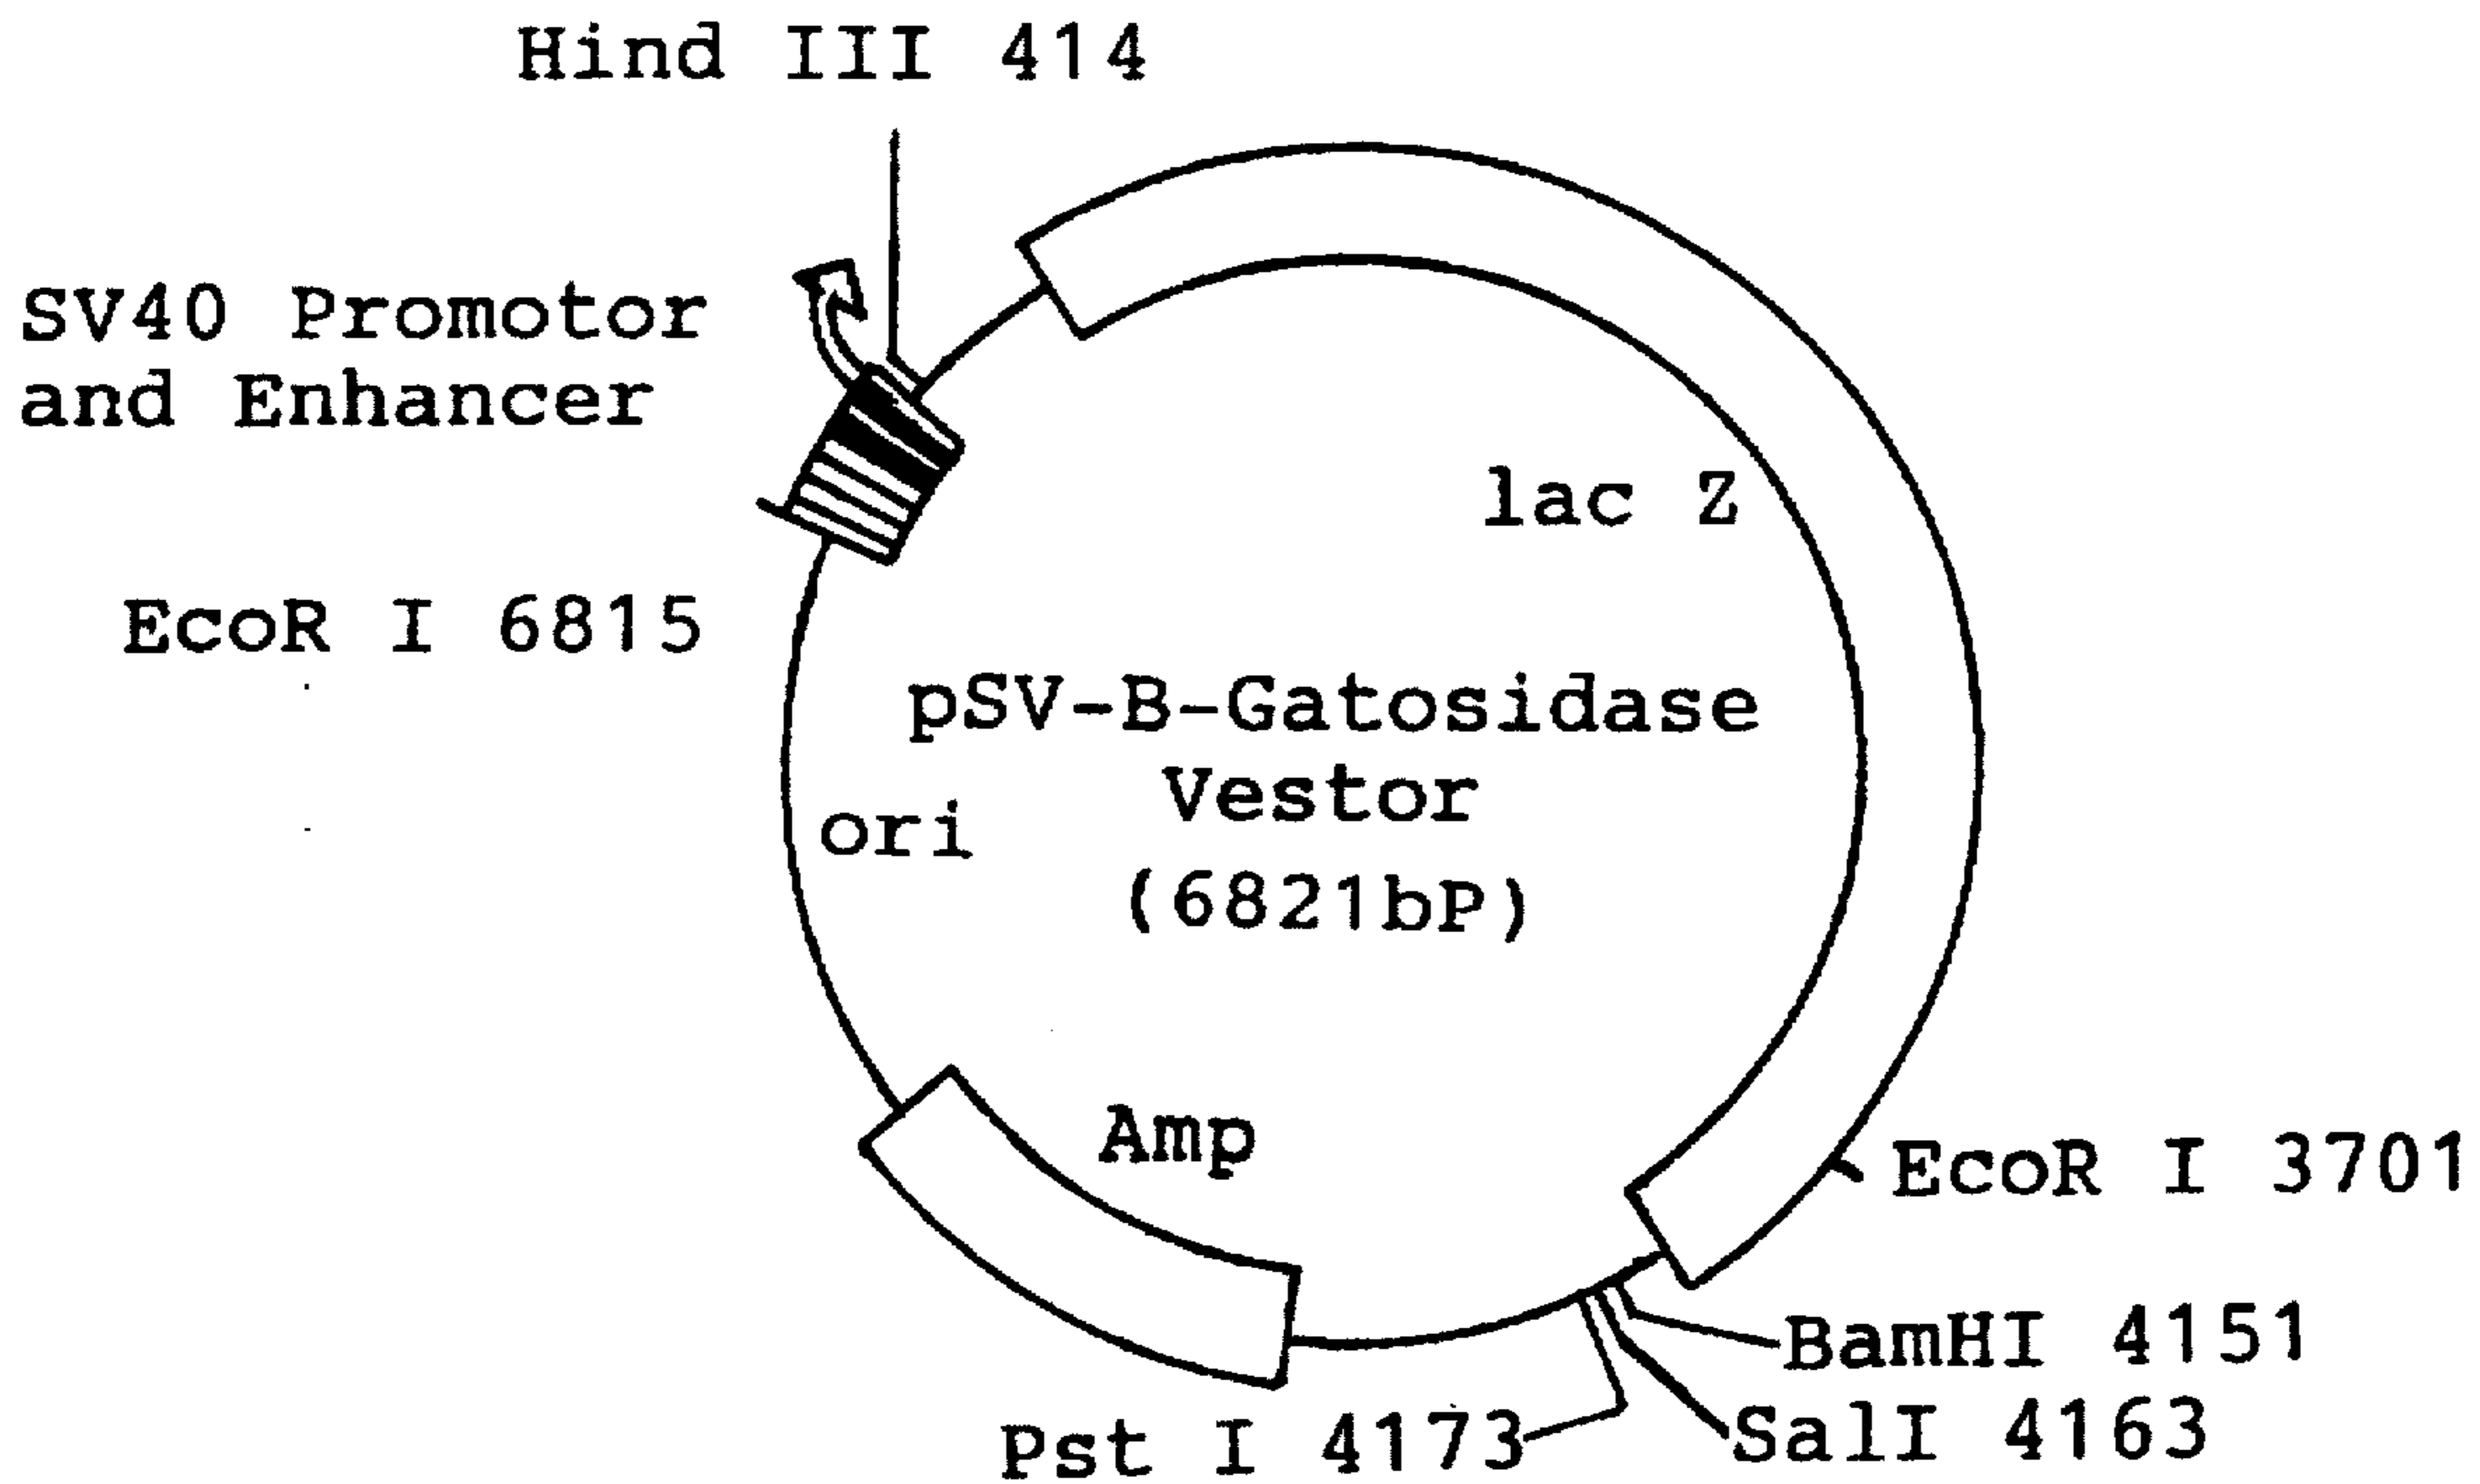 Hind III 414
SV40 Promotor
and Enhancer
lac Z
EcoR I 6815
pSV-B-Gatosidase
Vestor
(6821bP)
ori
Amp
EcoR I 3701
BamHI 4151
SalI 4163
Pst I 4173